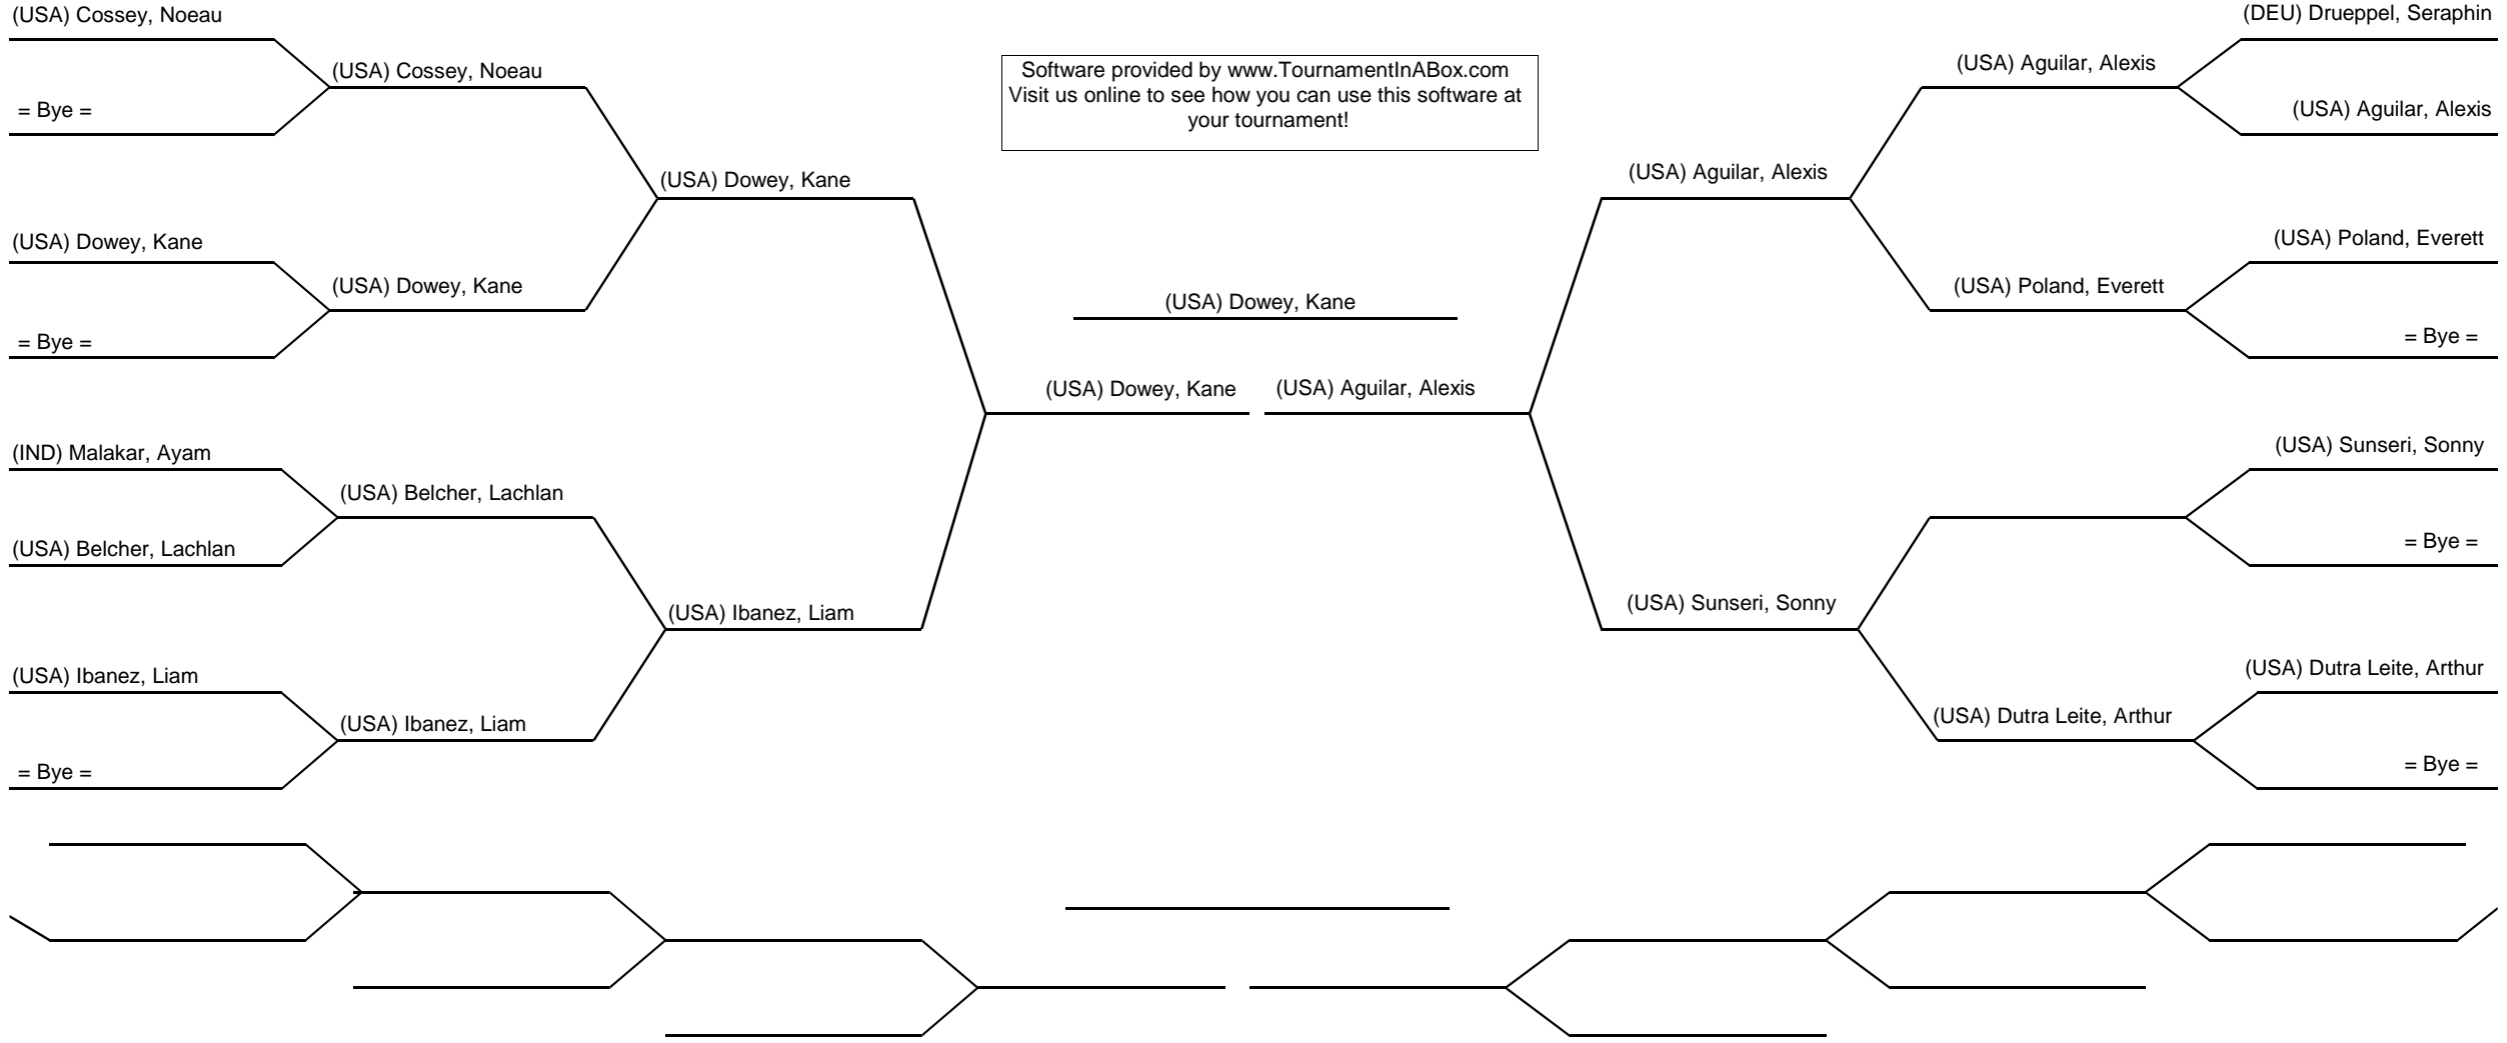 (USA) Cossey, Noeau
= Bye =
(USA) Dowey, Kane
= Bye =
(IND) Malakar, Ayam
(USA) Belcher, Lachlan
(USA) Ibanez, Liam
= Bye =
(USA) Cossey, Noeau
(USA) Dowey, Kane
(USA) Belcher, Lachlan
(USA) Ibanez, Liam
(USA) Dowey, Kane
(USA) Ibanez, Liam
Software provided by www.TournamentInABox.com
Visit us online to see how you can use this software at
your tournament!
(USA) Dowey, Kane
(USA) Dowey, Kane
(USA) Aguilar, Alexis
(USA) Aguilar, Alexis
(USA) Sunseri, Sonny
(USA) Aguilar, Alexis
(USA) Poland, Everett
(USA) Dutra Leite, Arthur
(DEU) Drueppel, Seraphin
(USA) Aguilar, Alexis
(USA) Poland, Everett
= Bye =
(USA) Sunseri, Sonny
= Bye =
(USA) Dutra Leite, Arthur
= Bye =